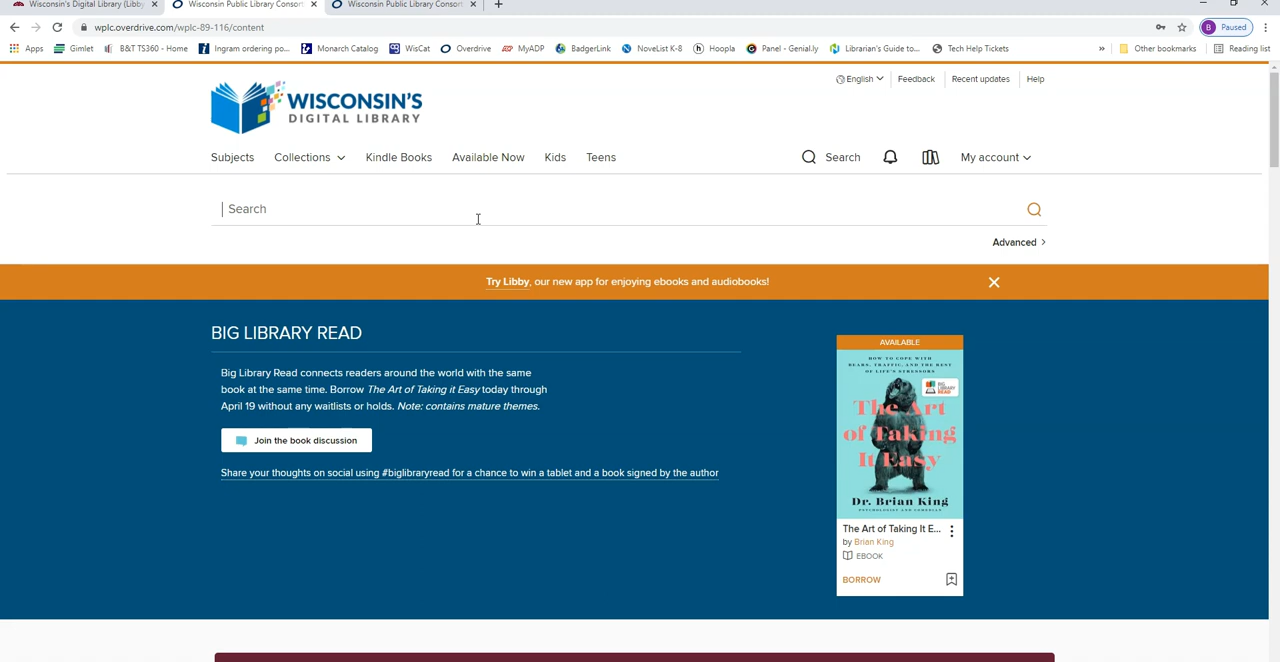 Wisconsin's Digital Library (Libby
Wisconsin Public Library Consort
Wisconsin Public Library Consort
wplc.overdrive.com/wplc-89-116/content
B Paused
Apps Gimlet B&T TS360 - Home Ingram ordering po... Monarch Catalog WisCat Overdrive MyADP BadgerLink NoveList K-8 Hoopla Panel - Genial.ly Librarian's Guide to... Tech Help Tickets » Other bookmarks Reading list
English Feedback Recent updates Help
WISCONSIN'S
DIGITAL LIBRARY
Subjects Collections Kindle Books Available Now Kids Teens Search My account
Search
Advanced >
Try Libby, our new app for enjoying ebooks and audiobooks!
BIG LIBRARY READ
Big Library Read connects readers around the world with the same
book at the same time. Borrow The Art of Taking it Easy today through
April 19 without any waitlists or holds. Note: contains mature themes.
Join the book discussion
Share your thoughts on social using #biglibraryread for a chance to win a tablet and a book signed by the author
AVAILABLE
HOW TO COPE WITH
BEARS, TRAFFIC, AND THE REST
OF LIFE'S STRESSORS
BIG
LIBRARY
READ
The Art
of Taking
It Easy
Dr. Brian King
PSYCHOLOGIST AND COMEDIAN
The Art of Taking It E...
by Brian King
EBOOK
BORROW